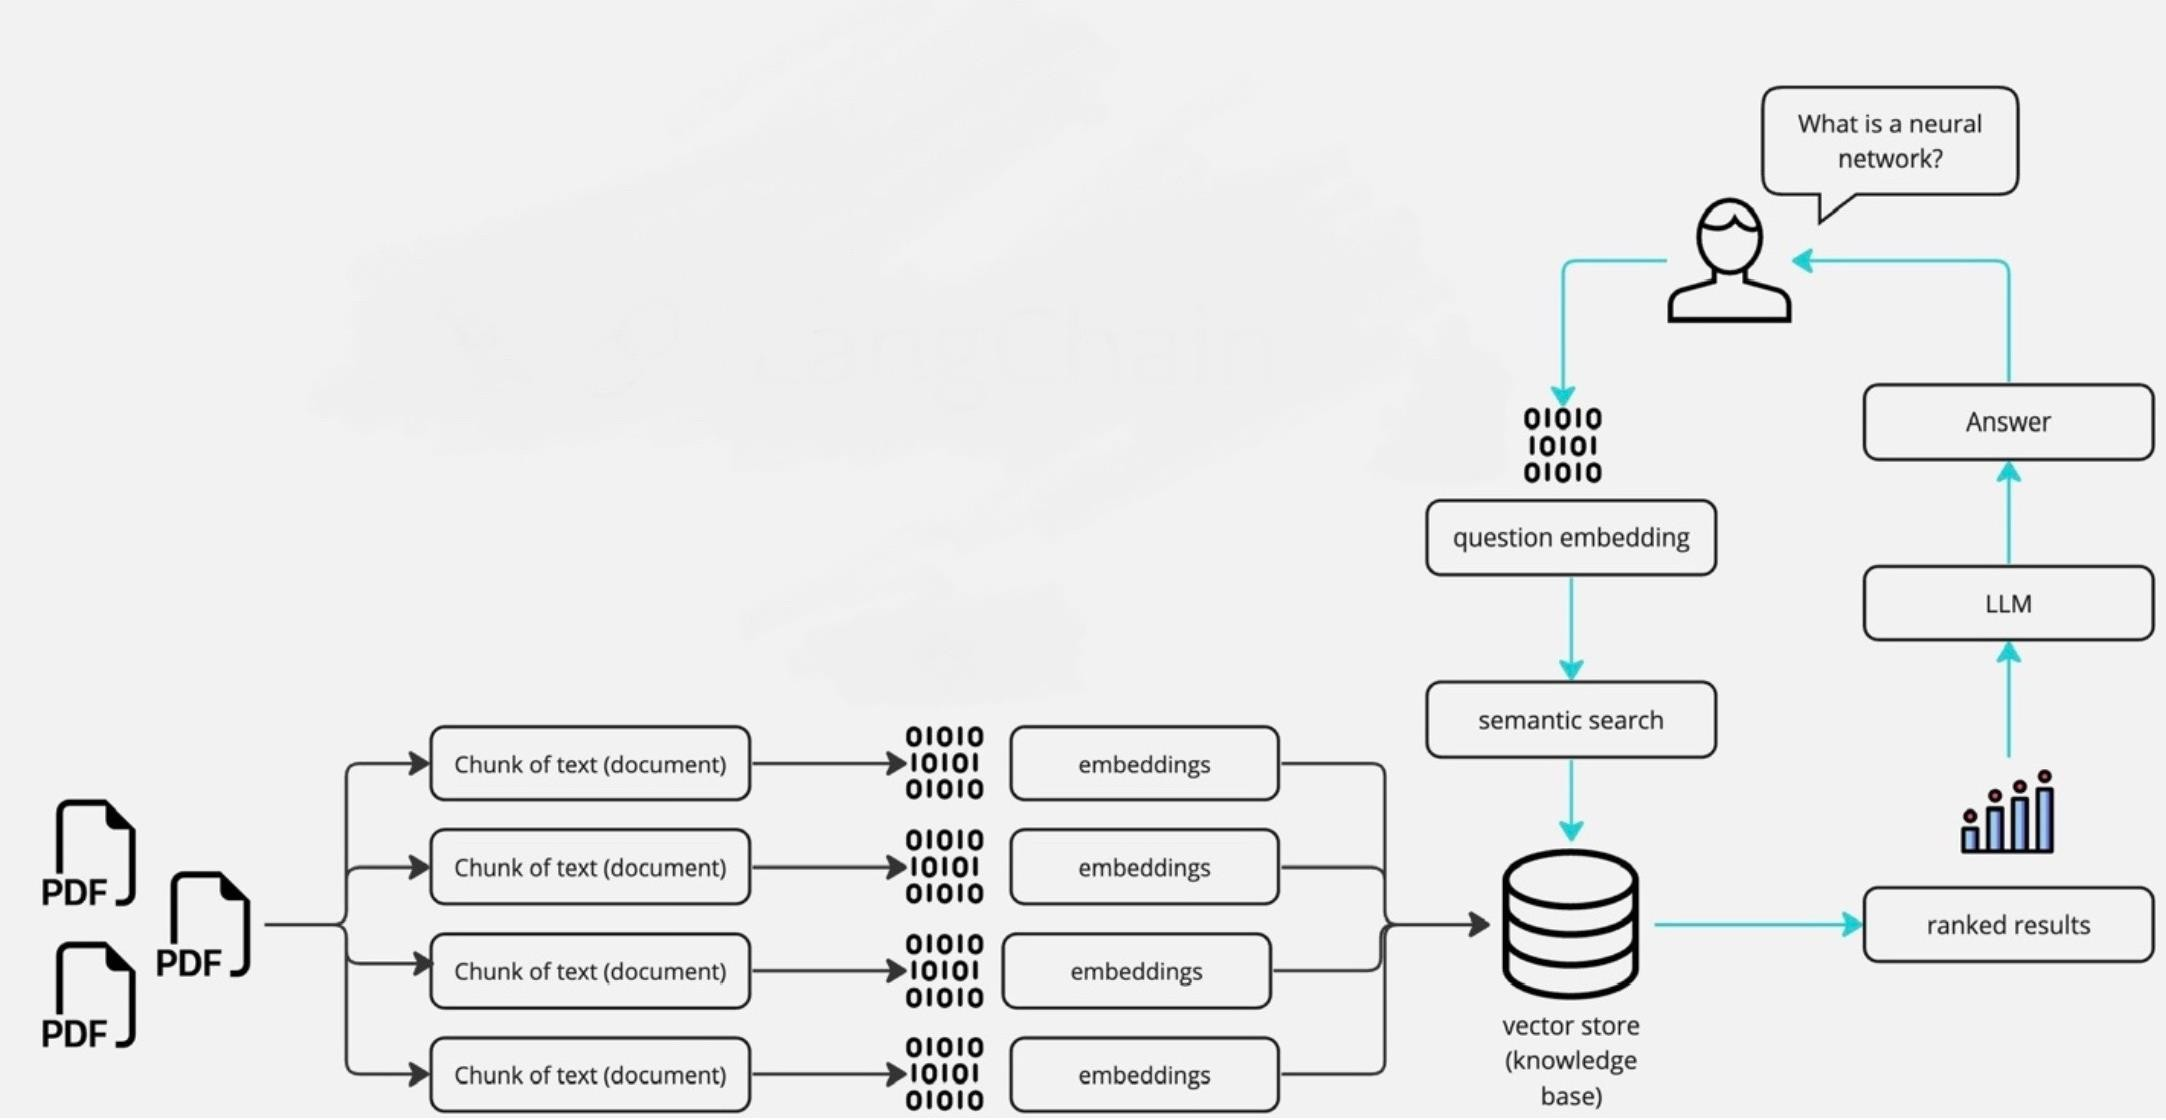 What is a neural
network?
01010
10101
01010
question embedding
semantic search
Answer
LLM
LangChain
PDF
PDF
PDF
Chunk of text (document)
01010
10101
01010
embeddings
Chunk of text (document)
01010
10101
01010
embeddings
Chunk of text (document)
01010
10101
01010
embeddings
Chunk of text (document)
01010
10101
01010
embeddings
vector store
(knowledge
base)
ranked results